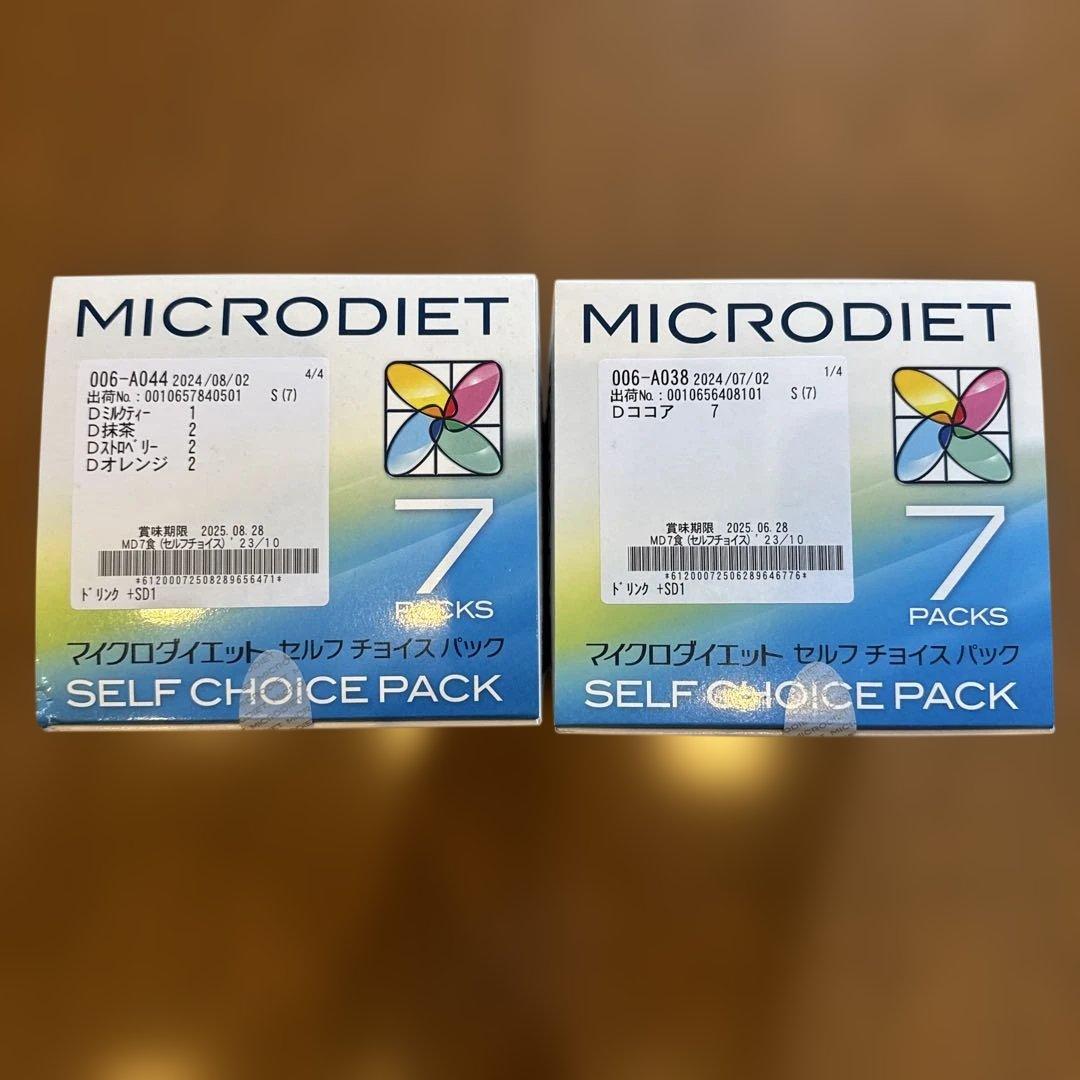 MICRODIET
006-A044 2024/08/02 4/4
出荷No.:0010657840501 S(7)
Dミルクティー 1
D抹茶 2
Dストロベリー 2
Dオレンジ 2
賞味期限 2025.08.28
MD7食(セルフチョイス)'23/10
*61200072508289656471*
ドリンク +SD1
7
PACKS
マイクロダイエット セルフ チョイス パック
SELF CHOICE PACK
MICRODIET
006-A038 2024/07/02 1/4
出荷No.:0010656408101 S(7)
Dココア 7
賞味期限 2025.06.28
MD7食(セルフチョイス)'23/10
*61200072506289646776*
ドリンク +SD1
7
PACKS
マイクロダイエット セルフ チョイス パック
SELF CHOICE PACK